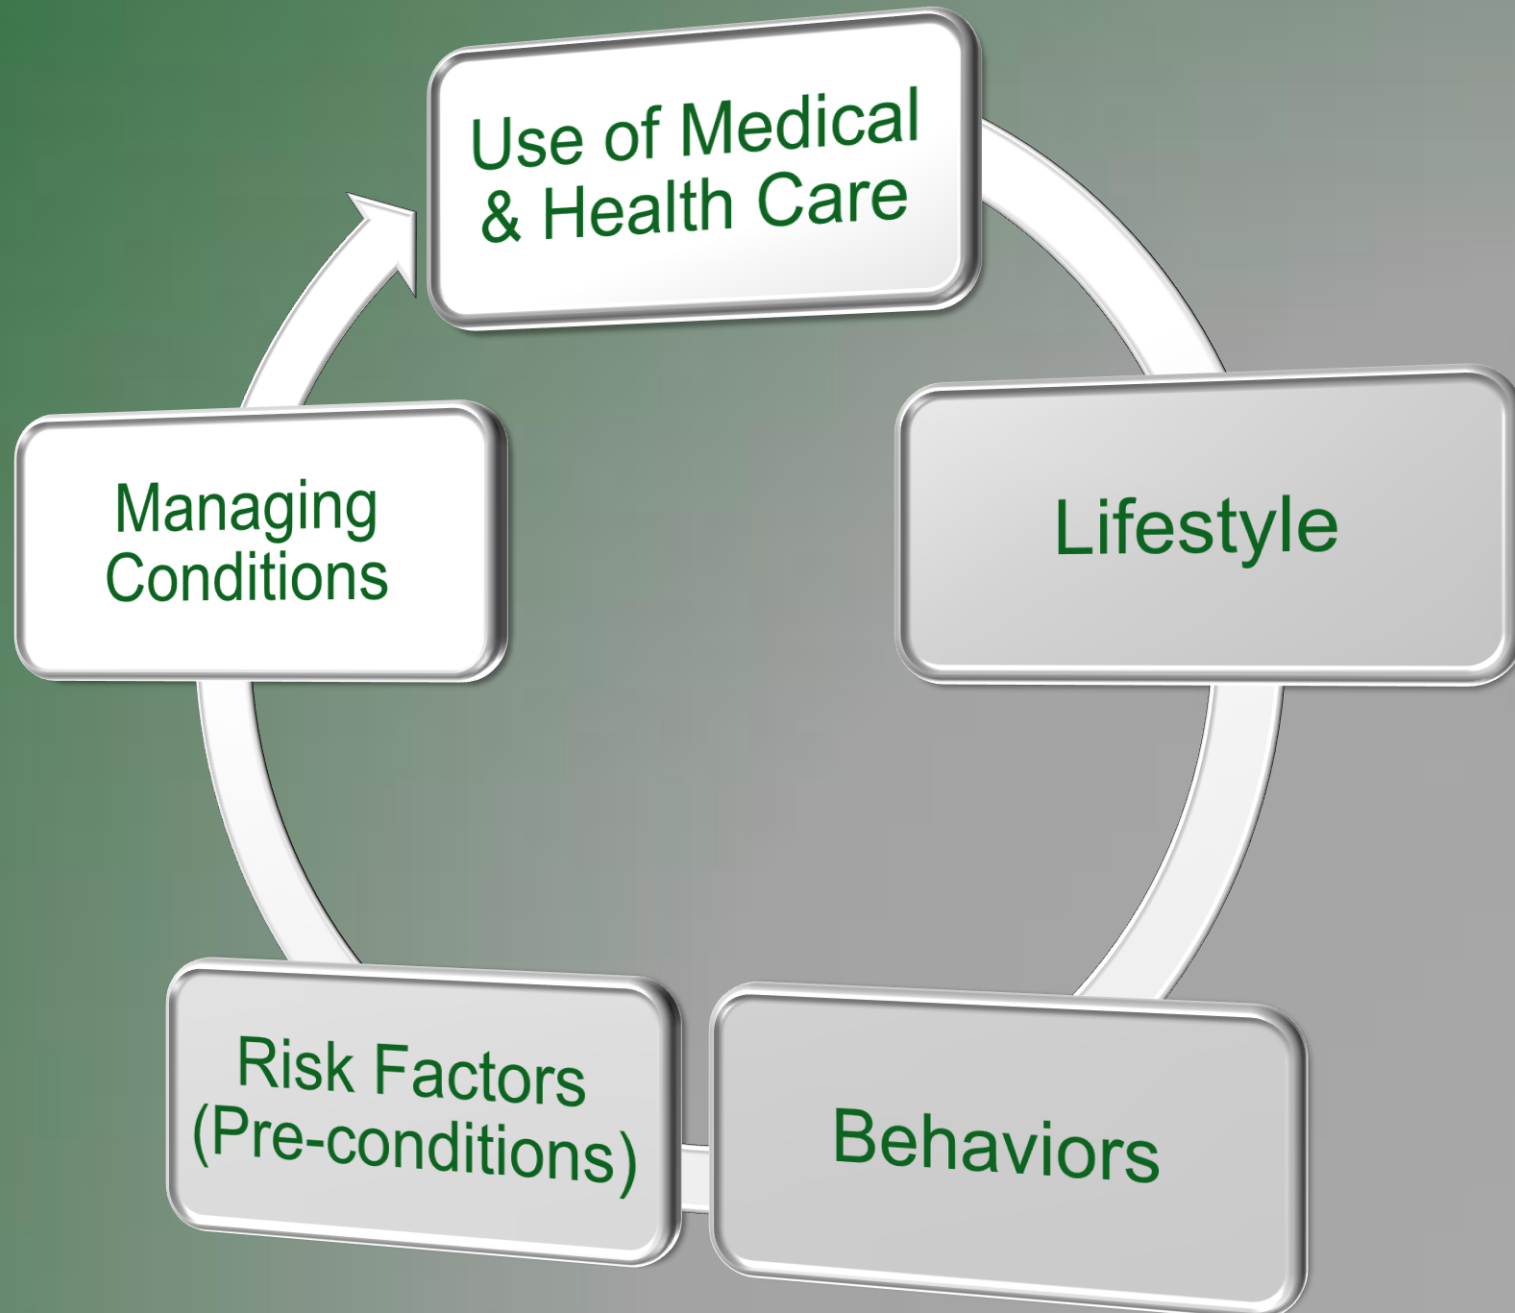 Use of Medical
& Health Care
Lifestyle
Behaviors
Risk Factors
(Pre-conditions)
Managing
Conditions